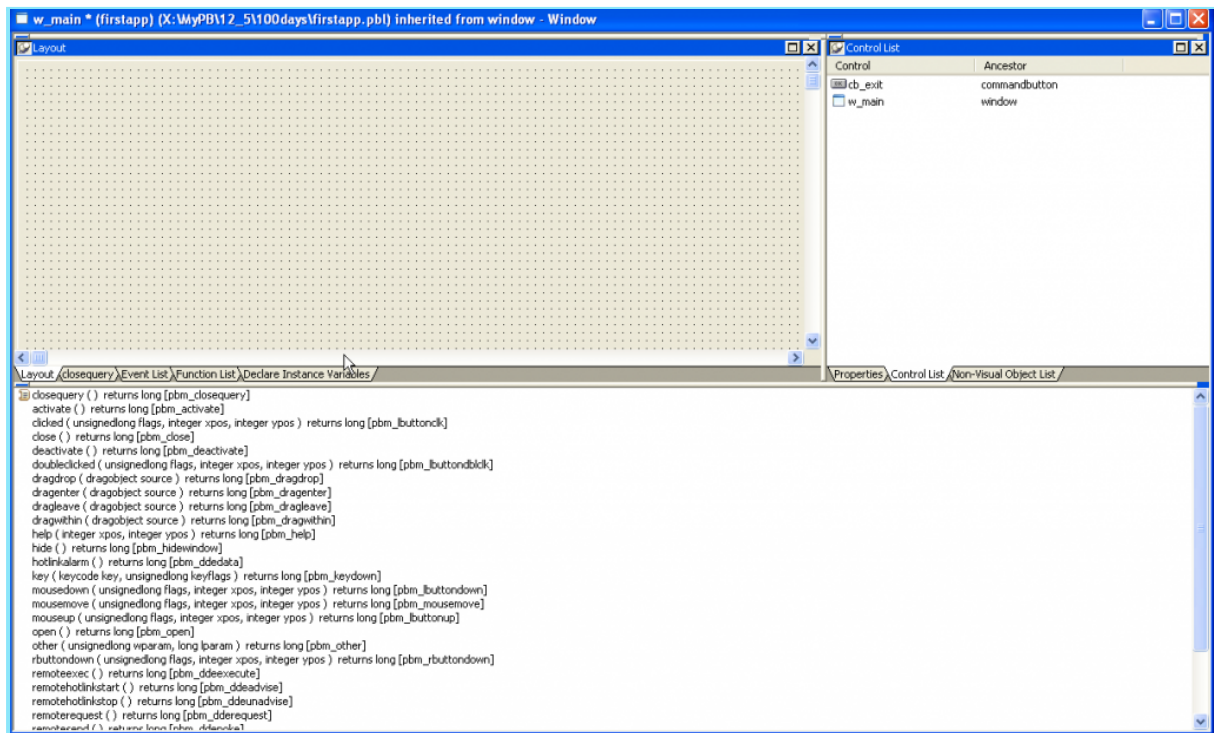 w_main * (firstapp) (X:\MyPB\12_5\100days\firstapp.pbl) inherited from window - Window
Layout
Control List
Control Ancestor
cb_exit commandbutton
w_main window
Layout closequery Event List Function List Declare Instance Variables
Properties Control List Non-Visual Object List
closequery ( ) returns long [pbm_closequery]
activate ( ) returns long [pbm_activate]
clicked ( unsignedlong flags, integer xpos, integer ypos ) returns long [pbm_lbuttonclk]
close ( ) returns long [pbm_close]
deactivate ( ) returns long [pbm_deactivate]
doubleclicked ( unsignedlong flags, integer xpos, integer ypos ) returns long [pbm_lbuttondblclk]
dragdrop ( dragobject source ) returns long [pbm_dragdrop]
dragenter ( dragobject source ) returns long [pbm_dragenter]
dragleave ( dragobject source ) returns long [pbm_dragleave]
dragwithin ( dragobject source ) returns long [pbm_dragwithin]
help ( integer xpos, integer ypos ) returns long [pbm_help]
hide ( ) returns long [pbm_hidewindow]
hotlinkalarm ( ) returns long [pbm_ddedata]
key ( keycode key, unsignedlong keyflags ) returns long [pbm_keydown]
mousedown ( unsignedlong flags, integer xpos, integer ypos ) returns long [pbm_lbuttondown]
mousemove ( unsignedlong flags, integer xpos, integer ypos ) returns long [pbm_mousemove]
mouseup ( unsignedlong flags, integer xpos, integer ypos ) returns long [pbm_lbuttonup]
open ( ) returns long [pbm_open]
other ( unsignedlong wparam, long lparam ) returns long [pbm_other]
rbuttondown ( unsignedlong flags, integer xpos, integer ypos ) returns long [pbm_rbuttondown]
remoteexec ( ) returns long [pbm_ddeexecute]
remotehotlinkstart ( ) returns long [pbm_ddeadvise]
remotehotlinkstop ( ) returns long [pbm_ddeunadvise]
remoterequest ( ) returns long [pbm_dderequest]
remotesend ( ) returns long [pbm_ddepoke]